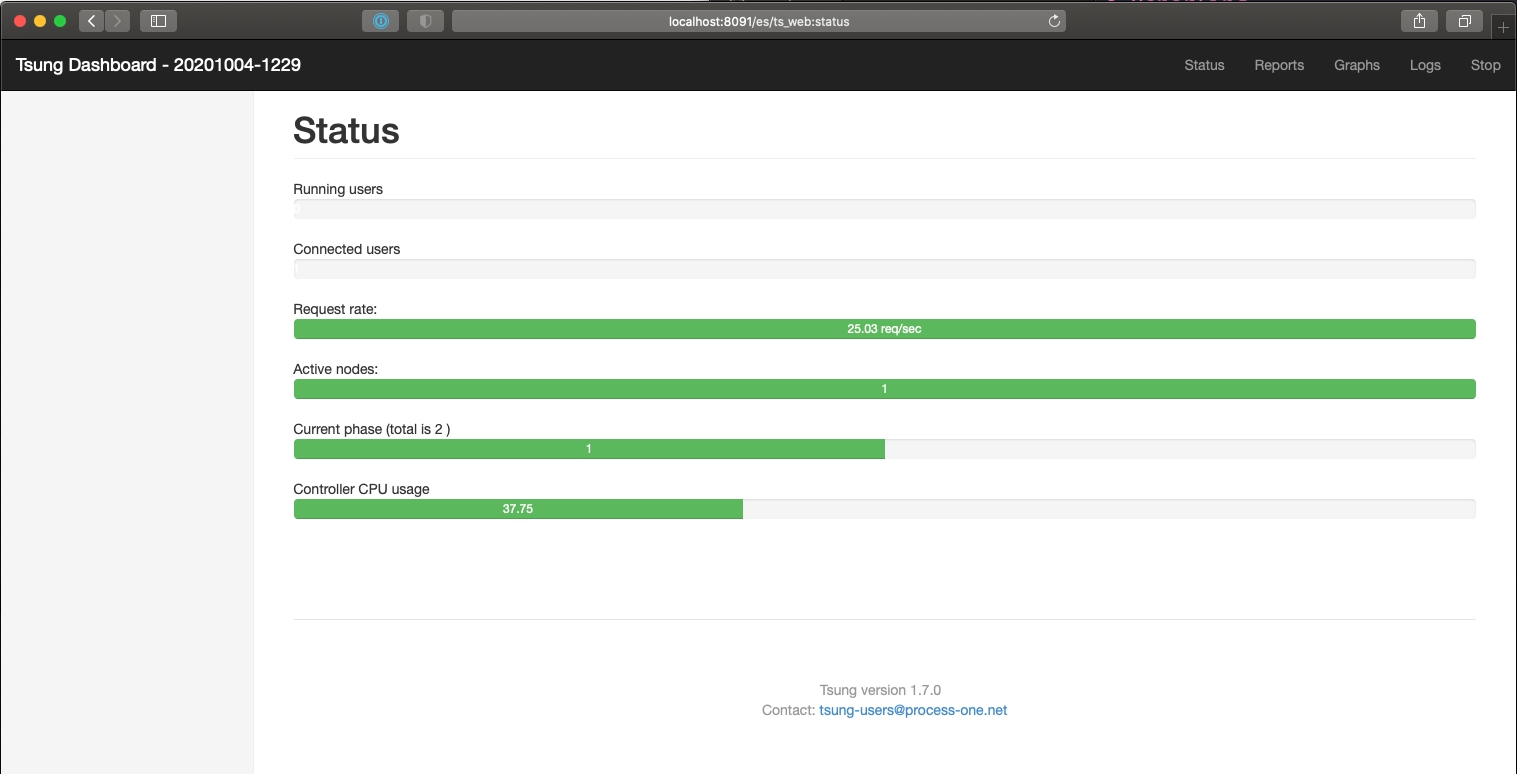 localhost:8091/es/ts_web:status
Tsung Dashboard - 20201004-1229
Status Reports Graphs Logs Stop
Status
Running users
Connected users
Request rate:
25.03 req/sec
Active nodes:
1
Current phase (total is 2 )
1
Controller CPU usage
37.75
Tsung version 1.7.0
Contact: tsung-users@process-one.net